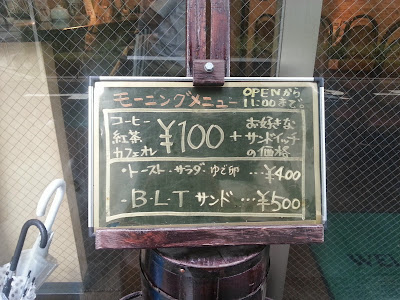 モーニングメニュー OPENから
11:00まで。
コーヒー
紅茶
カフェオレ
¥100 +
お好きな
サンドイッチ
の価格
・トースト・サラダ・ゆで卵 …¥400
・B・L・Tサンド …¥500